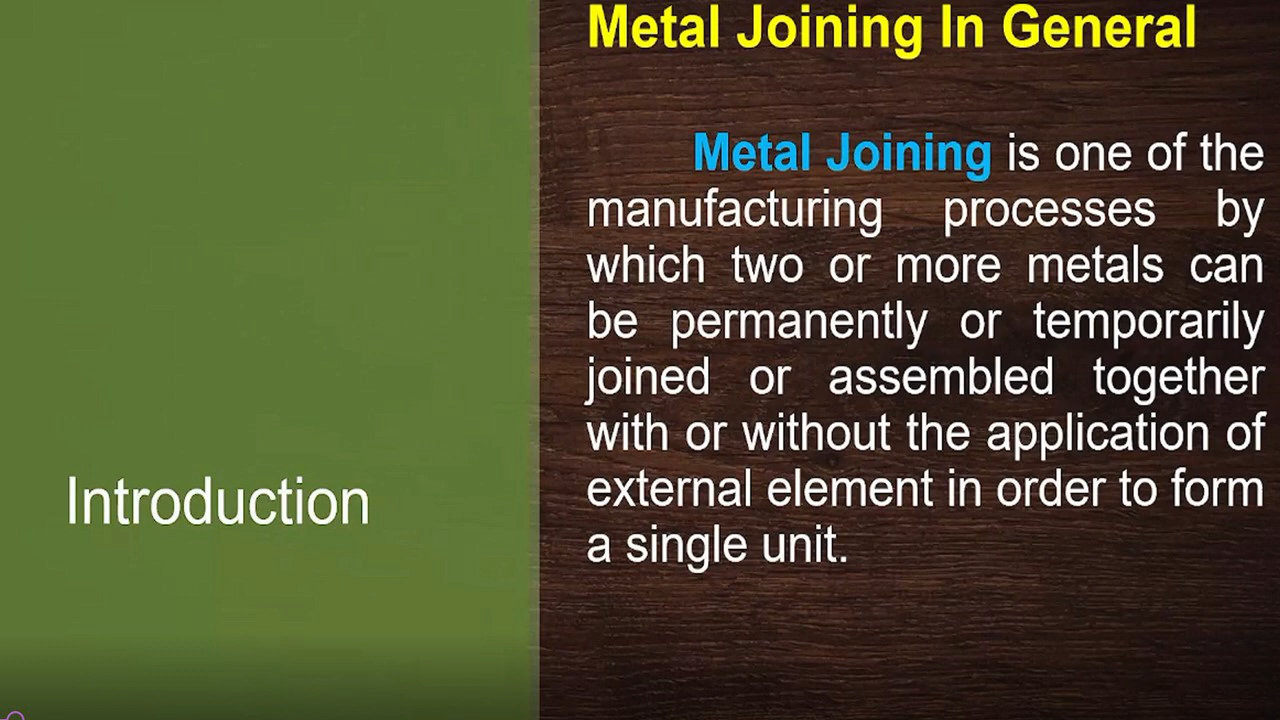 Metal Joining In General
Metal Joining is one of the
manufacturing processes by
which two or more metals can
be permanently or temporarily
joined or assembled together
with or without the application of
external element in order to form
a single unit.
Introduction